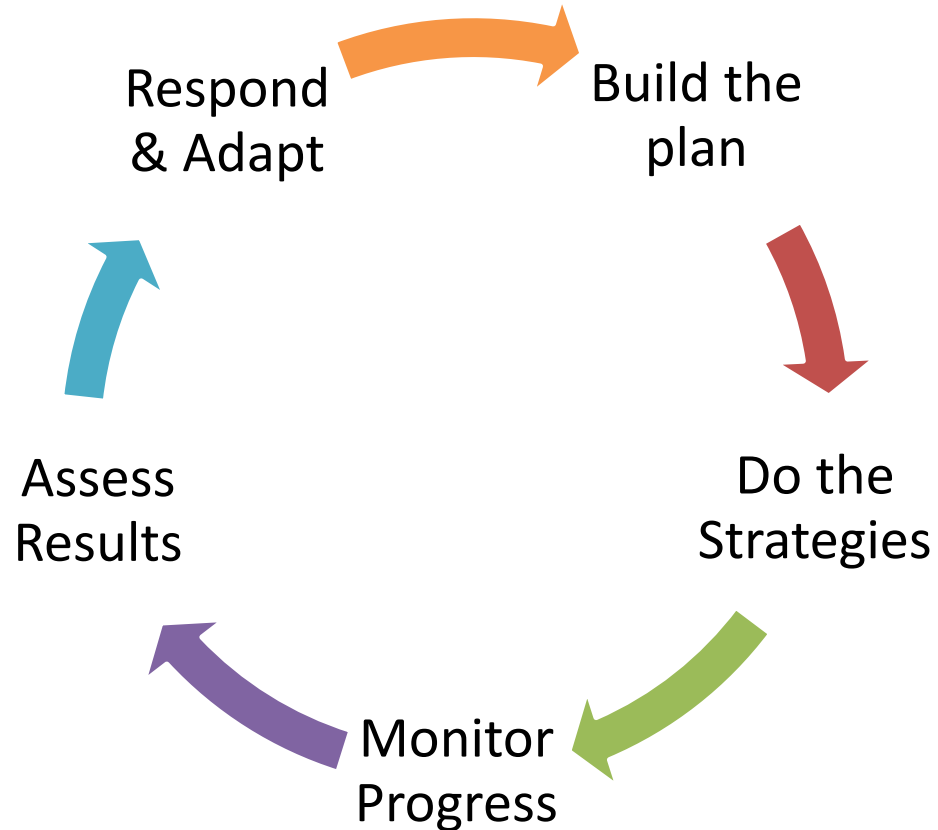 Respond
& Adapt
Build the
plan
Do the
Strategies
Monitor
Progress
Assess
Results